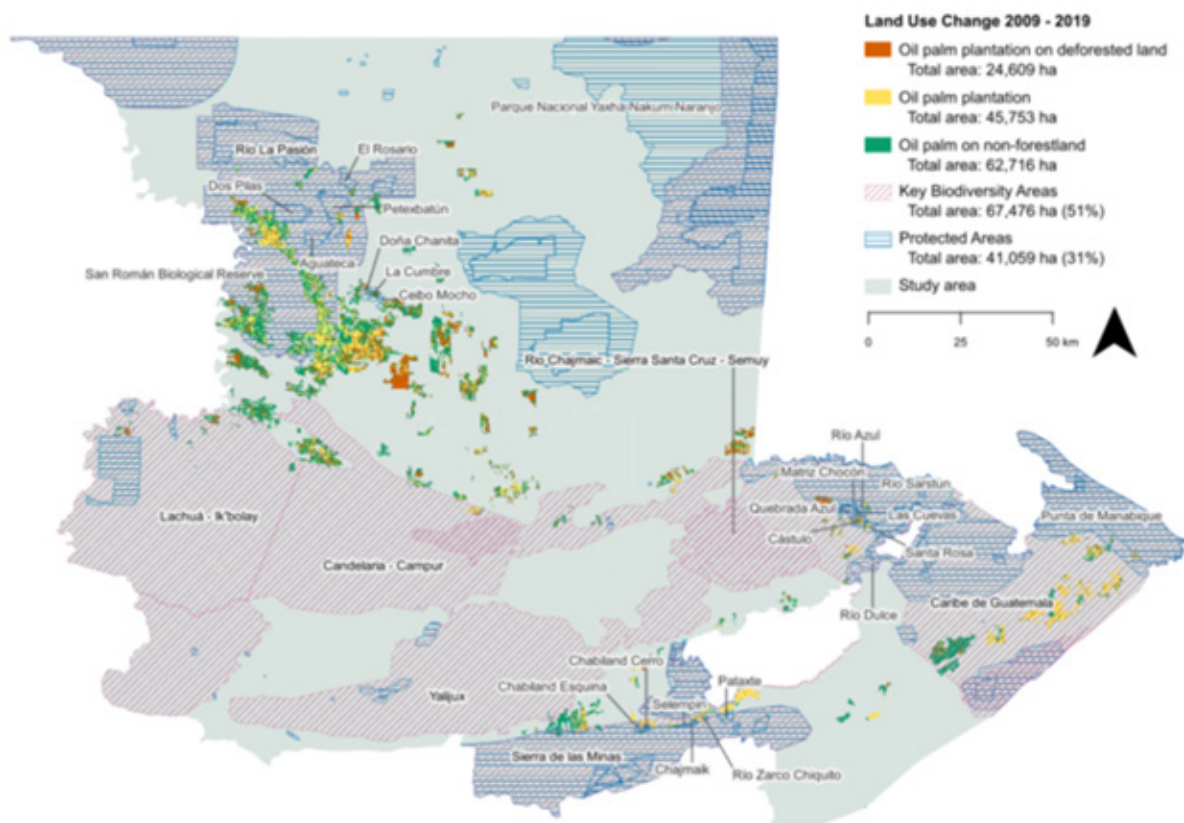 Land Use Change 2009 - 2019
Oil palm plantation on deforested land
Total area: 24,609 ha
Oil palm plantation
Total area: 45,753 ha
Oil palm on non-forestland
Total area: 62,716 ha
Key Biodiversity Areas
Total area: 67,476 ha (51%)
Protected Areas
Total area: 41,059 ha (31%)
Study area
0 25 50 km
Parque Nacional Yaxhá Nakum Naranjo
Río La Pasión
El Rosario
Dos Pilas
Petexbatún
Doña Chanita
Aguateca
San Román Biological Reserve
La Cumbre
Ceibo Mocho
Rio Chajmaic - Sierra Santa Cruz - Semuy
Río Azul
Matriz Chocón
Río Sarstún
Quebrada Azul
Las Cuevas
Punta de Manabique
Lachuá - Ik'bolay
Cástulo
Santa Rosa
Candelaria - Campur
Caribe de Guatemala
Río Dulce
Chabiland Cerro
Chabiland Esquina
Yalijux
Selempín
Pataxte
Sierra de las Minas
Chajmaik
Río Zarco Chiquito